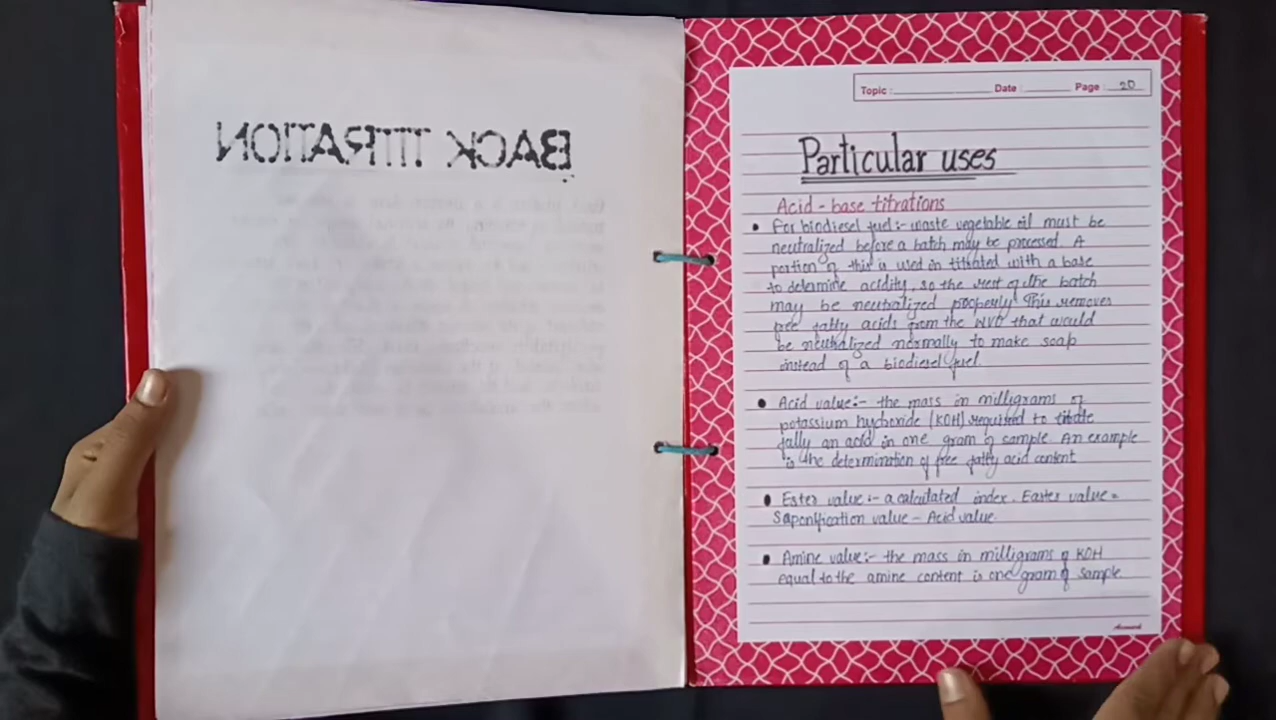 BACK TITRATION
Topic : Date : Page : 20
Particular uses
Acid - base titrations
• For biodiesel fuel:- waste vegetable oil must be
neutralized before a batch may be processed. A
portion of this is used in titrated with a base
to determine acidity, so the rest of the batch
may be neutralized properly. This removes
free fatty acids from the WVO that would
be neutralized normally to make soap
instead of a biodiesel fuel.
• Acid value:- the mass in milligrams of
potassium hydroxide (KOH) required to titrate
fully an acid in one gram of sample. An example
is the determination of free fatty acid content
• Ester value :- a calculated index. Easter value =
Saponification value - Acid value.
• Amine value:- the mass in milligrams of KOH
equal to the amine content is one gram of sample